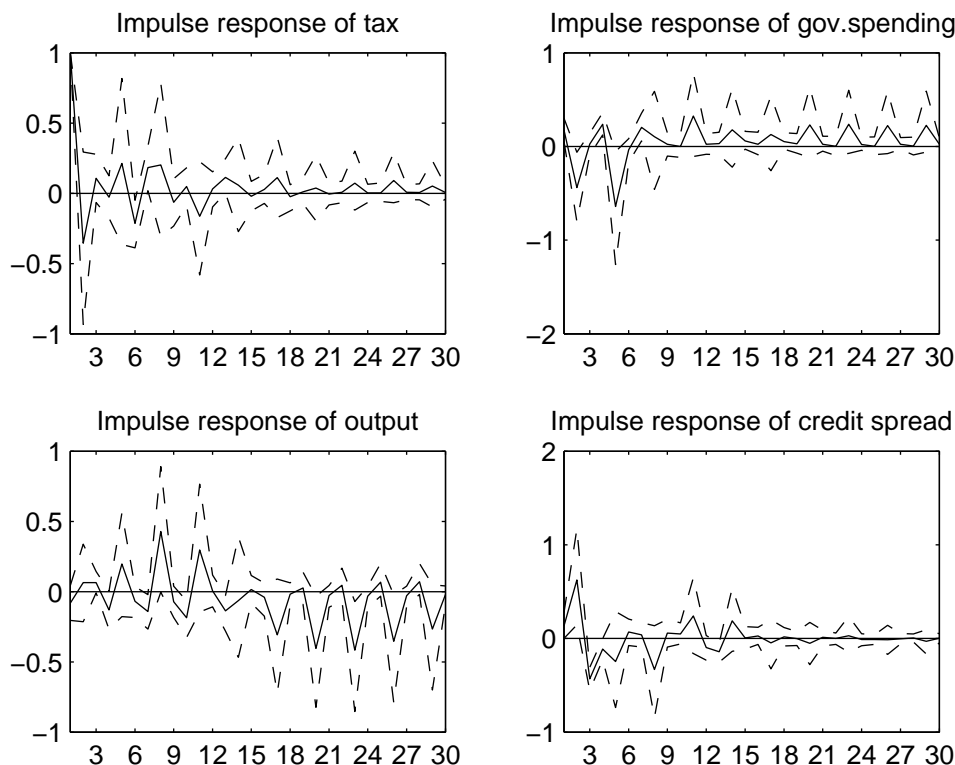 Impulse response of tax
1
0.5
0
−0.5
−1
3 6 9 12 15 18 21 24 27 30
Impulse response of gov.spending
1
0
−1
−2
3 6 9 12 15 18 21 24 27 30
Impulse response of output
1
0.5
0
−0.5
−1
3 6 9 12 15 18 21 24 27 30
Impulse response of credit spread
2
1
0
−1
3 6 9 12 15 18 21 24 27 30